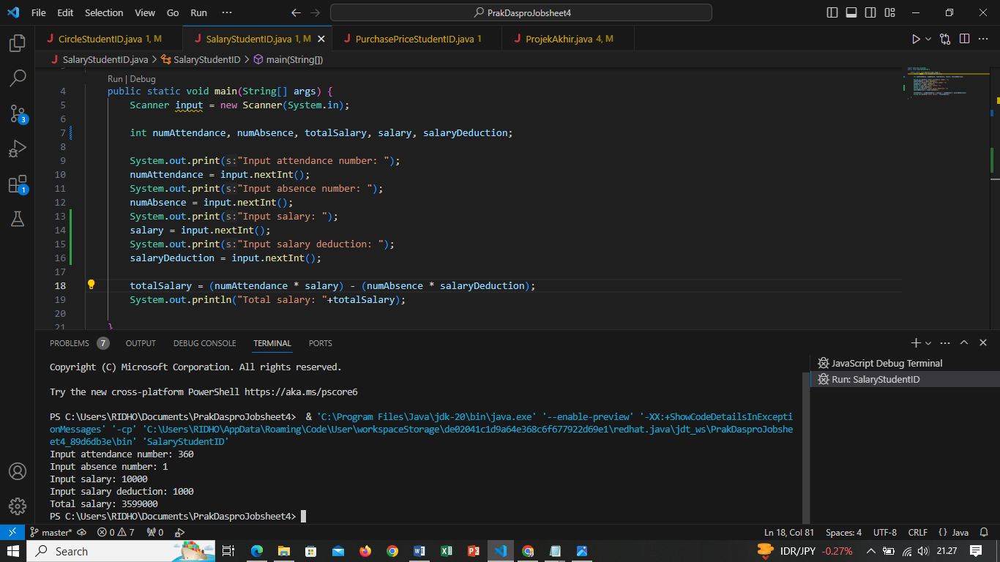 File Edit Selection View Go Run ··· PrakDasproJobsheet4
CircleStudentID.java 1, M SalaryStudentID.java 1, M PurchasePriceStudentID.java 1 ProjekAkhir.java 4, M
SalaryStudentID.java > SalaryStudentID > main(String[])
Run | Debug
4 public static void main(String[] args) {
5 Scanner input = new Scanner(System.in);
6
7 int numAttendance, numAbsence, totalSalary, salary, salaryDeduction;
8
9 System.out.print(s:"Input attendance number: ");
10 numAttendance = input.nextInt();
11 System.out.print(s:"Input absence number: ");
12 numAbsence = input.nextInt();
13 System.out.print(s:"Input salary: ");
14 salary = input.nextInt();
15 System.out.print(s:"Input salary deduction: ");
16 salaryDeduction = input.nextInt();
17
18 totalSalary = (numAttendance * salary) - (numAbsence * salaryDeduction);
19 System.out.println("Total salary: "+totalSalary);
20
21 }
3
1
PROBLEMS 7 OUTPUT DEBUG CONSOLE TERMINAL PORTS
Copyright (C) Microsoft Corporation. All rights reserved.
Try the new cross-platform PowerShell https://aka.ms/pscore6
PS C:\Users\RIDHO\Documents\PrakDasproJobsheet4> & 'C:\Program Files\Java\jdk-20\bin\java.exe' '--enable-preview' '-XX:+ShowCodeDetailsInExcepti
onMessages' '-cp' 'C:\Users\RIDHO\AppData\Roaming\Code\User\workspaceStorage\de02041c1d9a64e368c6f677922d69e1\redhat.java\jdt_ws\PrakDasproJobshe
et4_89d6db3e\bin' 'SalaryStudentID'
Input attendance number: 360
Input absence number: 1
Input salary: 10000
Input salary deduction: 1000
Total salary: 3599000
PS C:\Users\RIDHO\Documents\PrakDasproJobsheet4>
JavaScript Debug Terminal
Run: SalaryStudentID
master* 0 7 0 Ln 18, Col 81 Spaces: 4 UTF-8 CRLF {} Java
Search IDR/JPY -0.27% 21.27